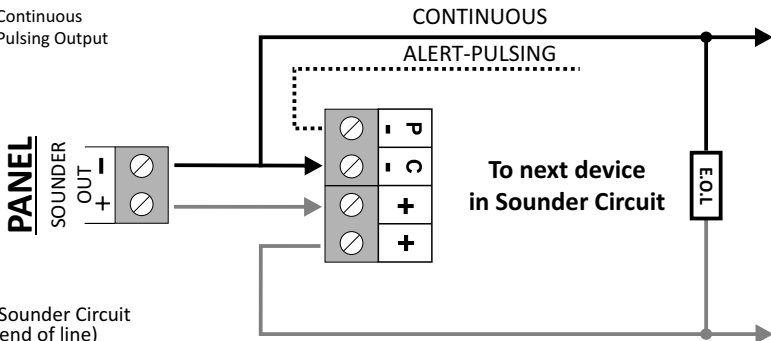 Continuous
Pulsing Output
CONTINUOUS
ALERT-PULSING
PANEL
SOUNDER
OUT
-
+
- P
- C
+
+
To next device
in Sounder Circuit
E.O.L
Sounder Circuit
end of line)